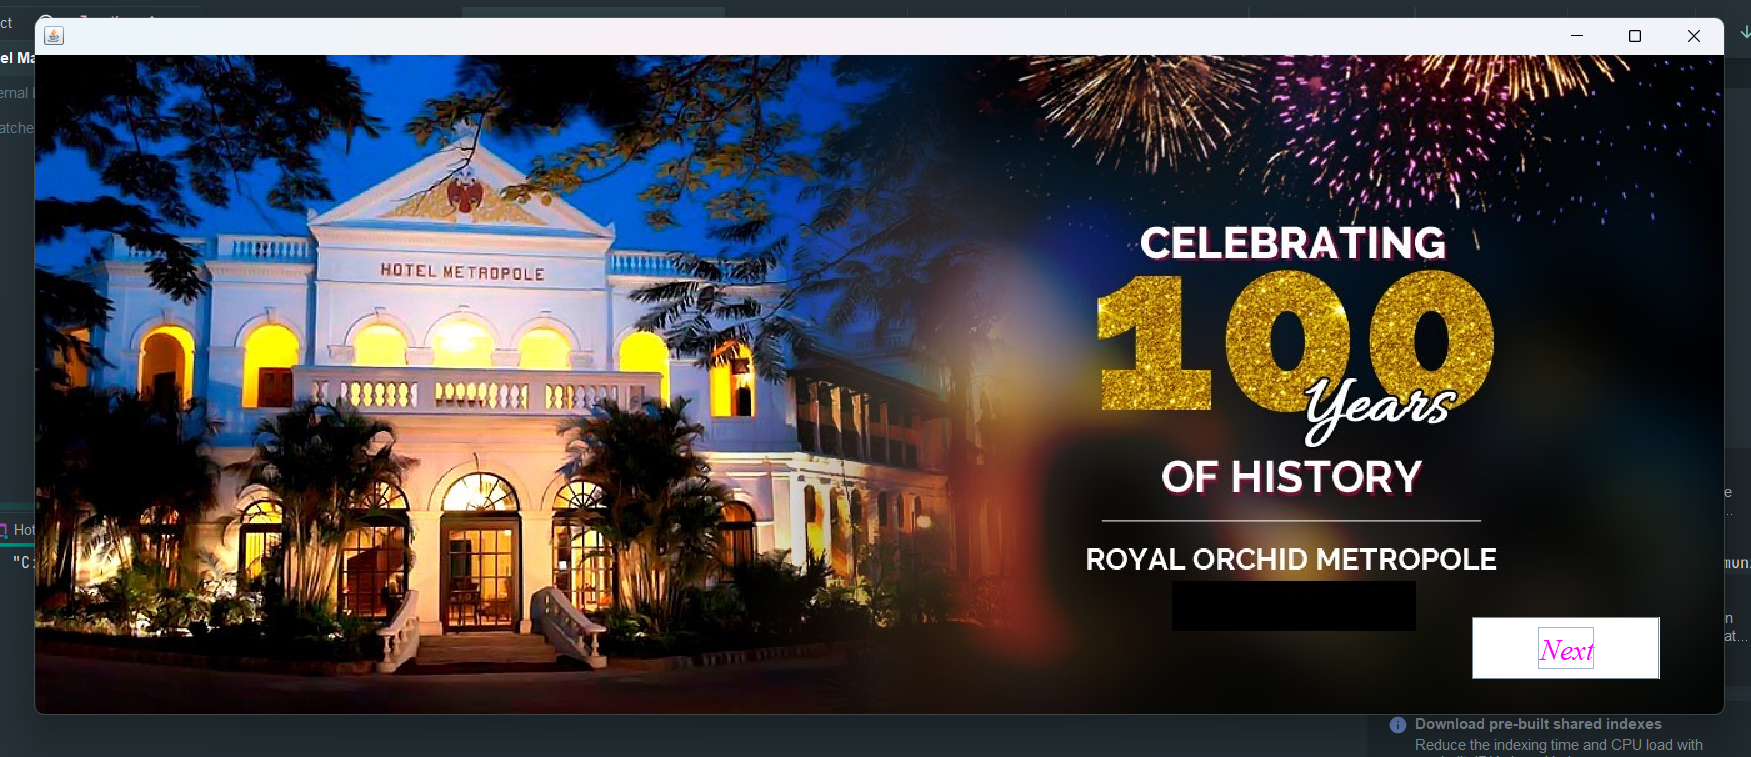 ct
el Ma
ernal
atche
HOTEL METROPOLE
CELEBRATING
100
Years
OF HISTORY
ROYAL ORCHID METROPOLE
Next
Hot
"C:
e
..
mun
n
at...
Download pre-built shared indexes
Reduce the indexing time and CPU load with